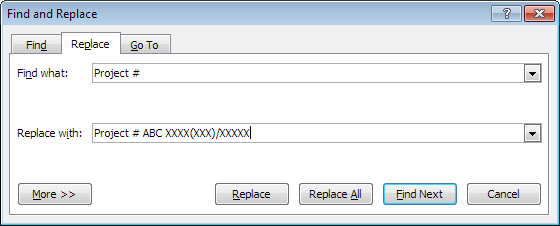 Find and Replace
Find Replace Go To
Find what: Project #
Replace with: Project # ABC XXXX(XXX)/XXXXX
More >> Replace Replace All Find Next Cancel